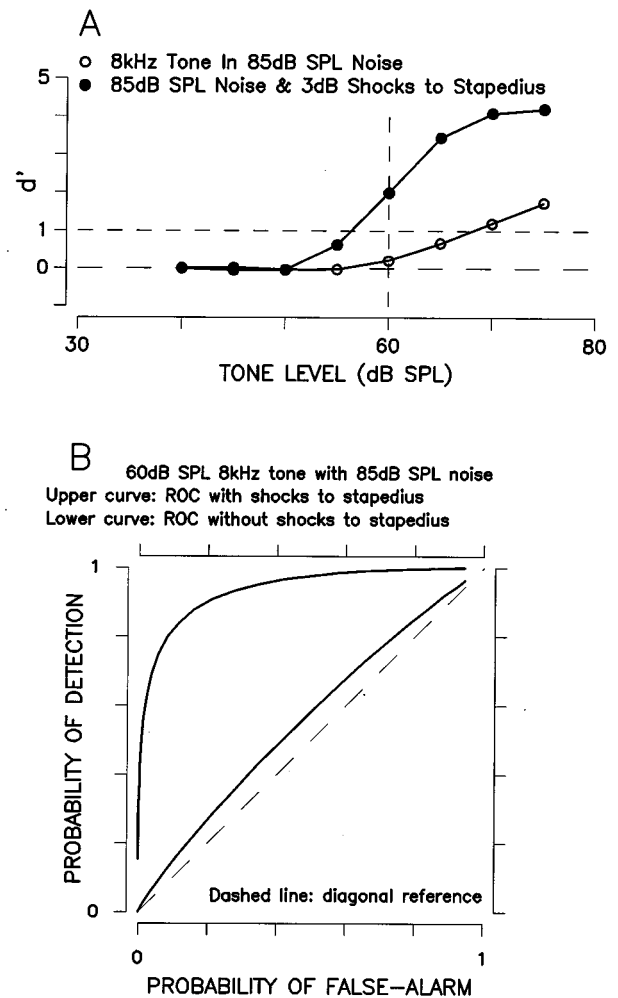 A
8kHz Tone In 85dB SPL Noise
85dB SPL Noise & 3dB Shocks to Stapedius
5
d'
1
0
30 60 80
TONE LEVEL (dB SPL)
B
60dB SPL 8kHz tone with 85dB SPL noise
Upper curve: ROC with shocks to stapedius
Lower curve: ROC without shocks to stapedius
1
PROBABILITY OF DETECTION
Dashed line: diagonal reference
0
0 1
PROBABILITY OF FALSE-ALARM